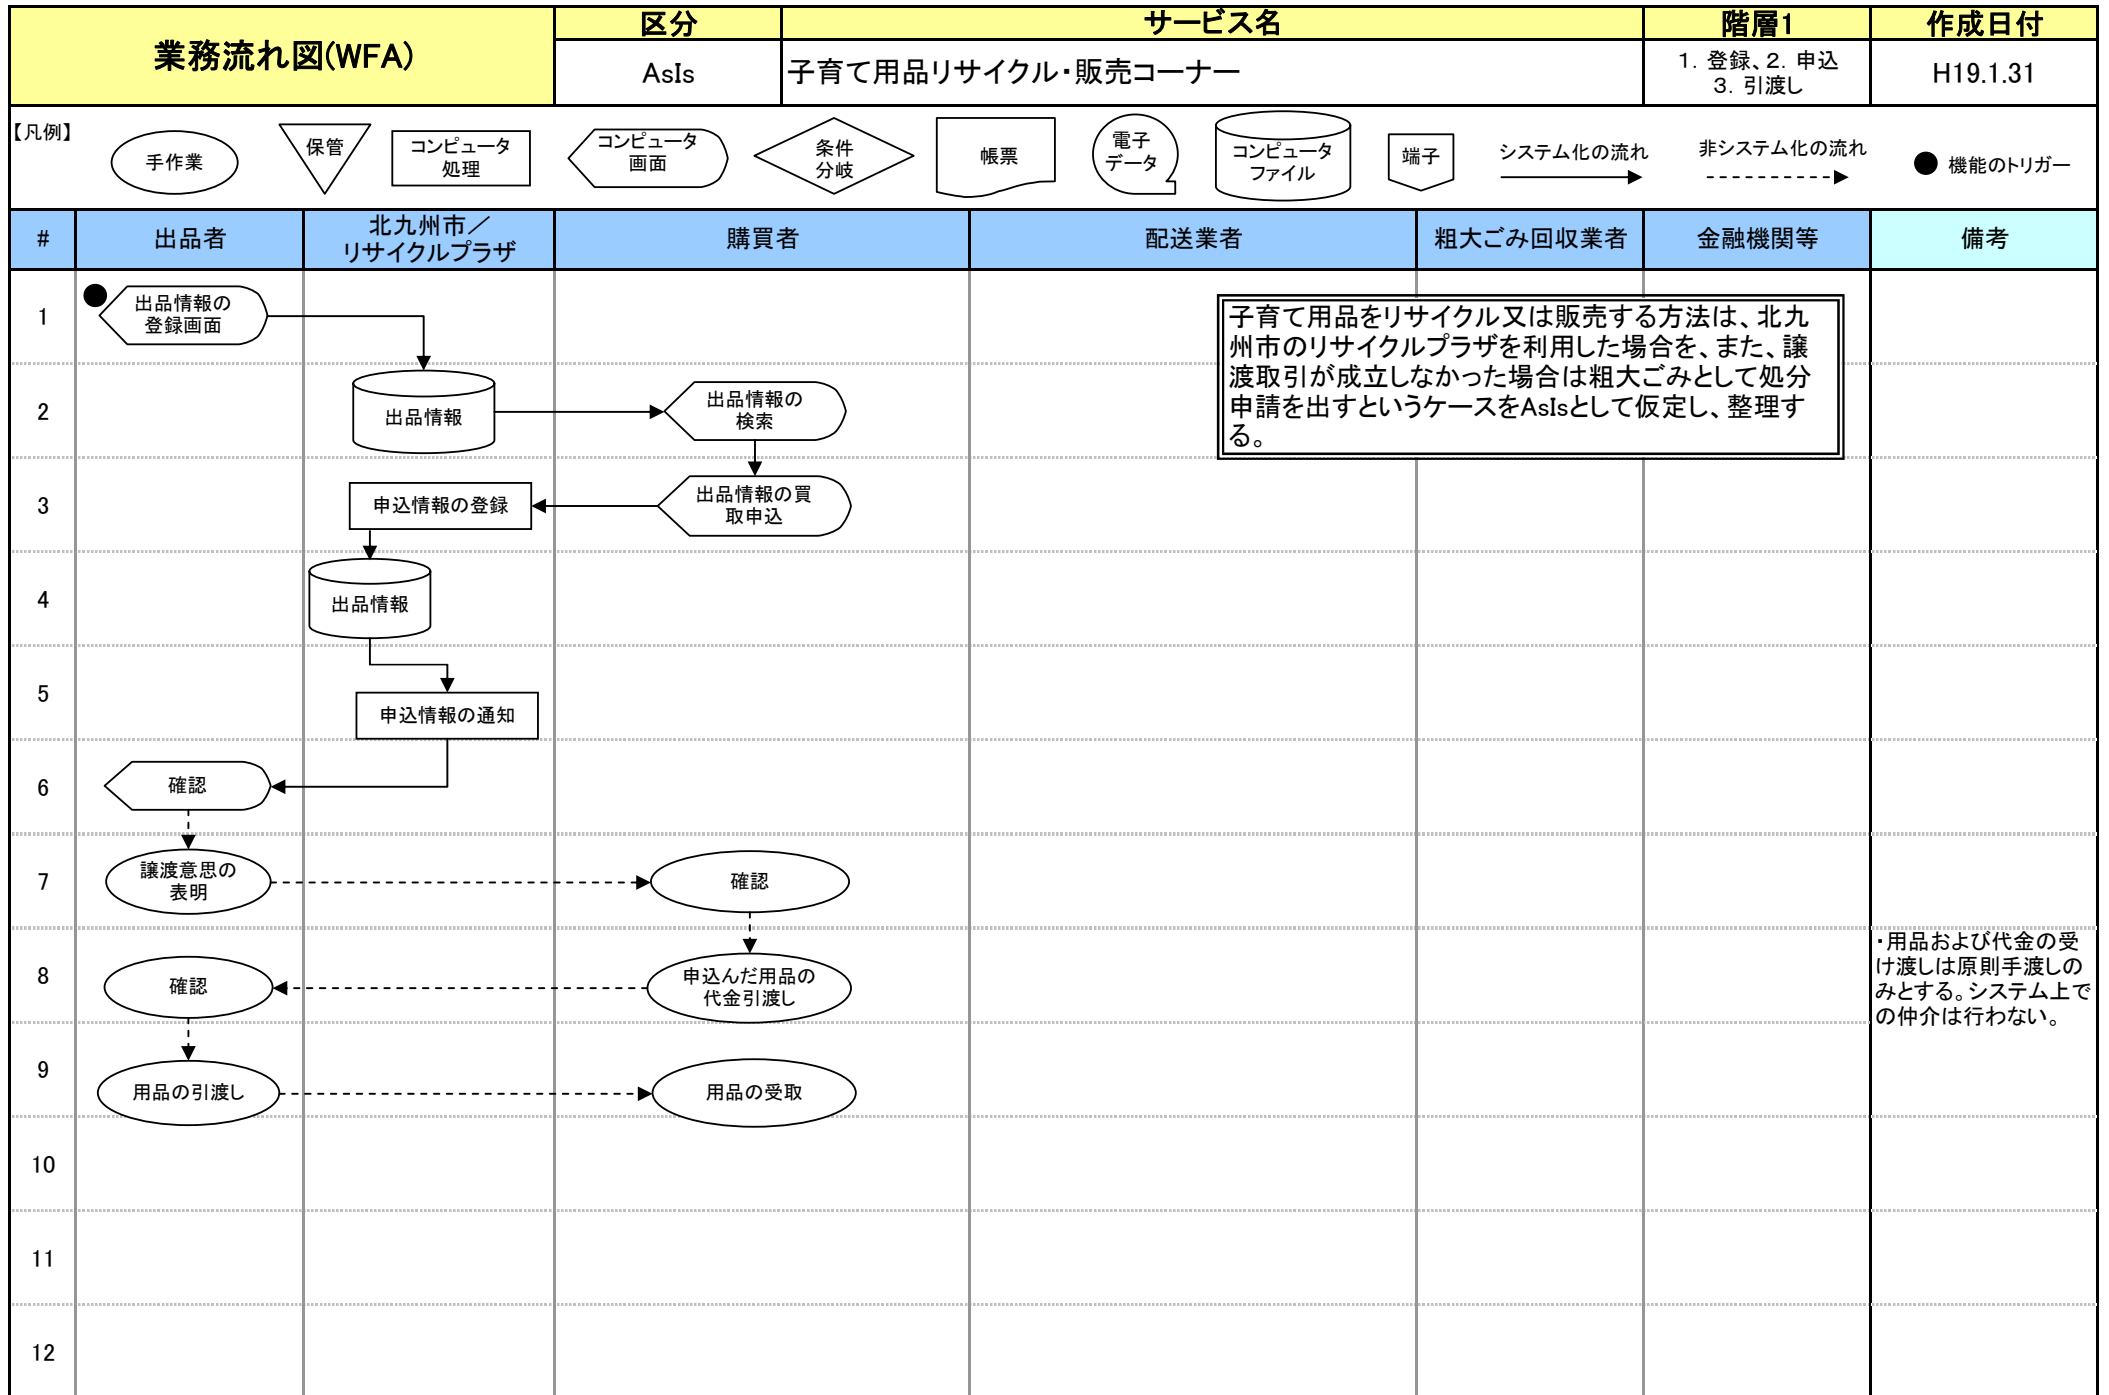 業務流れ図(WFA)
区分
サービス名
階層1
作成日付
AsIs
子育て用品リサイクル・販売コーナー
1．登録、2．申込
3．引渡し
H19.1.31
【凡例】
手作業
保管
コンピュータ
処理
コンピュータ
画面
条件
分岐
帳票
電子
データ
コンピュータ
ファイル
端子
システム化の流れ
非システム化の流れ
機能のトリガー
#
出品者
北九州市／
リサイクルプラザ
購買者
配送業者
粗大ごみ回収業者
金融機関等
備考
1
出品情報の
登録画面
子育て用品をリサイクル又は販売する方法は、北九
州市のリサイクルプラザを利用した場合を、また、譲
渡取引が成立しなかった場合は粗大ごみとして処分
申請を出すというケースをAsIsとして仮定し、整理す
る。
2
出品情報
出品情報の
検索
3
申込情報の登録
出品情報の買
取申込
4
出品情報
5
申込情報の通知
6
確認
7
譲渡意思の
表明
確認
8
確認
申込んだ用品の
代金引渡し
・用品および代金の受
け渡しは原則手渡しの
みとする。システム上で
の仲介は行わない。
9
用品の引渡し
用品の受取
10
11
12